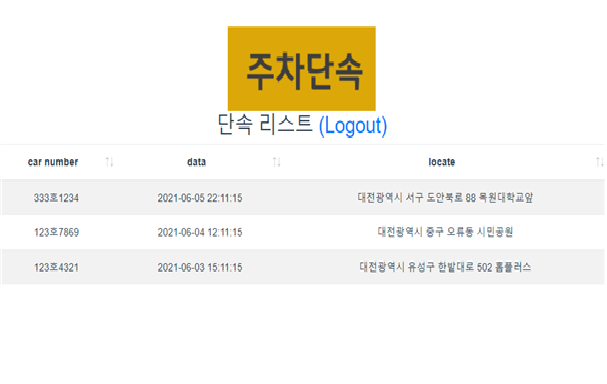 주차단속
단속 리스트 (Logout)
car number data locate
333호1234 2021-06-05 22:11:15 대전광역시 서구 도안북로 88 목원대학교앞
123호7869 2021-06-04 12:11:15 대전광역시 중구 오류동 시민공원
123호4321 2021-06-03 15:11:15 대전광역시 유성구 한밭대로 502 홈플러스